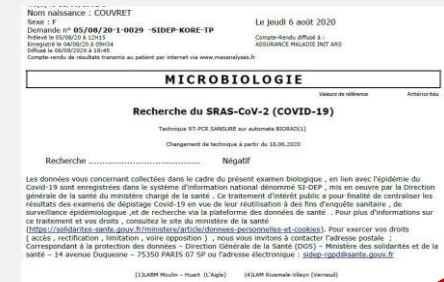 Nom naissance : COUVRET
Sexe : F
Le jeudi 6 août 2020
Demande n° 05/08/20-1-0029 -SIDEP-KORE-TP
Prélevé le 05/08/20 à 12H15
Enregistré le 04/08/20 à 09H34
Diffusé le 06/08/2020 à 18:45
Compte-Rendu diffusé à :
ASSURANCE MALADIE INIT ARS
Compte-rendu de résultats transmis au patient par internet via www.mesanalyses.fr
MICROBIOLOGIE
Valeurs de référence Antériorités
Recherche du SRAS-CoV-2 (COVID-19)
Technique RT-PCR SANSURE sur automate BIORAD(1)
Changement de technique à partir du 18.06.2020
Recherche ........................................ Négatif
Les données vous concernant collectées dans le cadre du présent examen biologique , en lien avec l'épidémie du
Covid-19 sont enregistrées dans le système d'information national dénommé SI-DEP , mis en oeuvre par la Direction
générale de la santé du ministère chargé de la santé . Ce traitement d'intérêt public a pour finalité de centraliser les
résultats des examens de dépistage Covid-19 en vue de leur réutilisation à des fins d'enquête sanitaire , de
surveillance épidémiologique ,et de recherche via la plateforme des données de santé . Pour plus d'informations sur
ce traitement et vos droits , consultez le site du ministère de la santé
(https://solidarites-sante.gouv.fr/ministere/article/donnees-personnelles-et-cookies). Pour exercer vos droits
( accès , rectification , limitation , voire opposition ) , nous vous invitons à contacter l'adresse postale ;
Correspondant à la protection des données – Direction Générale de la Santé (DGS) – Ministère des solidarités et de la
santé – 14 avenue Duquesne – 75350 PARIS 07 SP ou l'adresse électronique : sidep-rgpd@sante.gouv.fr
(1)LABM Moulin – Huart (L'Aigle) (4)LAM Rivemale-Vileyn (Verneuil)